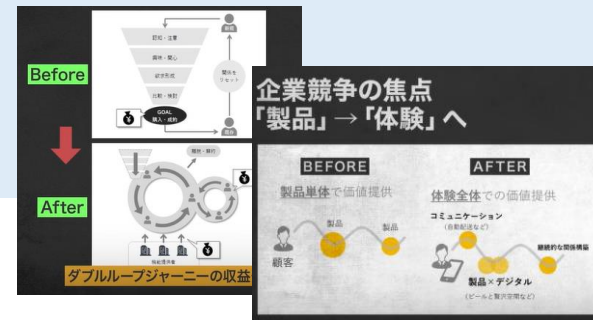 Before
認知・注意
興味・関心
欲求形成
比較・検討
GOAL
購入・成約
関係を
リセット
After
ダブルループジャーニーの収益
企業競争の焦点
「製品」→「体験」へ
BEFORE
製品単体で価値提供
製品
製品
顧客
AFTER
体験全体での価値提供
コミュニケーション
(自動配送など)
継続的な関係構築
製品×デジタル
(ビールと贅沢空間など)